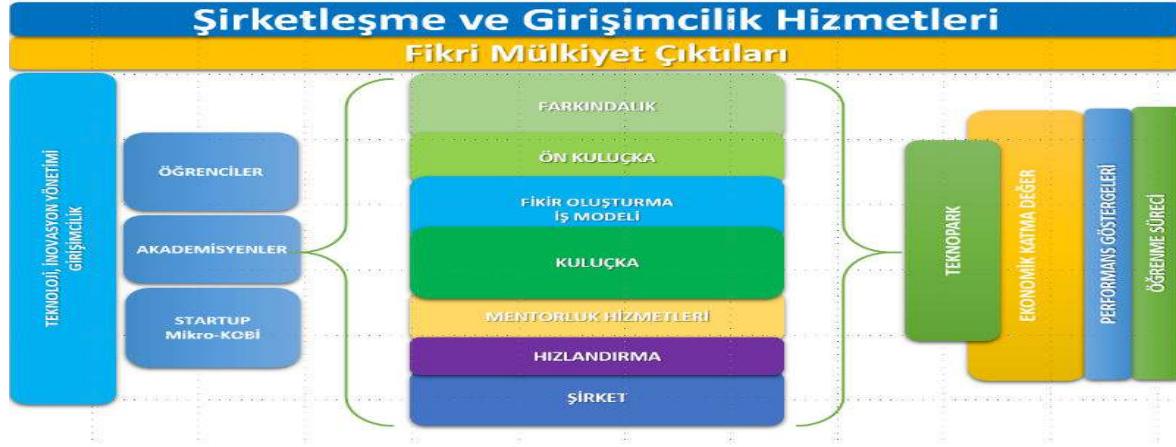 Şirketleşme ve Girişimcilik Hizmetleri
Fikri Mülkiyet Çıktıları
TEKNOLOJİ, İNOVASYON YÖNETİMİ
GİRİŞİMCİLİK
ÖĞRENCİLER
AKADEMİSYENLER
STARTUP
Mikro-KOBİ
FARKINDALIK
ÖN KULUÇKA
FİKİR OLUŞTURMA
İŞ MODELİ
KULUÇKA
MENTORLUK HİZMETLERİ
HIZLANDIRMA
ŞİRKET
TEKNOPARK
EKONOMİK KATMA DEĞER
PERFORMANS GÖSTERGELERİ
ÖĞRENME SÜRECİ